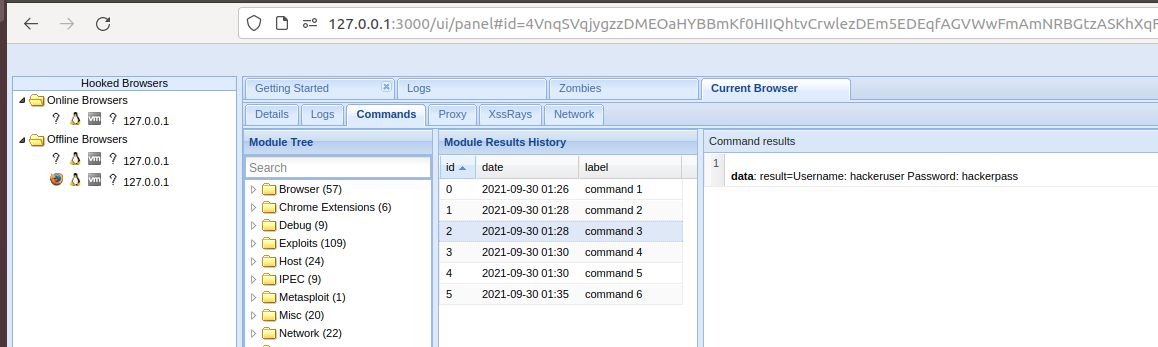 127.0.0.1:3000/ui/panel#id=4VnqSVqjygzzDMEOaHYBBmKf0HIIQhtvCrwlezDEm5EDEqfAGVWwFmAmNRBGtzASKhXqF
Hooked Browsers
Online Browsers
? vm ? 127.0.0.1
Offline Browsers
? vm ? 127.0.0.1
vm ? 127.0.0.1
Getting Started
Logs
Zombies
Current Browser
Details
Logs
Commands
Proxy
XssRays
Network
Module Tree
Search
Browser (57)
Chrome Extensions (6)
Debug (9)
Exploits (109)
Host (24)
IPEC (9)
Metasploit (1)
Misc (20)
Network (22)
Module Results History
id date label
0 2021-09-30 01:26 command 1
1 2021-09-30 01:28 command 2
2 2021-09-30 01:28 command 3
3 2021-09-30 01:30 command 4
4 2021-09-30 01:30 command 5
5 2021-09-30 01:35 command 6
Command results
1
data: result=Username: hackeruser Password: hackerpass